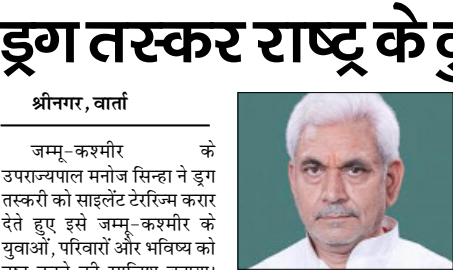 ड्रग तस्कर राष्ट्र के
श्रीनगर, वार्ता
जम्मू-कश्मीर के
उपराज्यपाल मनोज सिन्हा ने ड्रग
तस्करी को साइलेंट टेररिज्म करार
देते हुए इसे जम्मू-कश्मीर के
युवाओं, परिवारों और भविष्य को